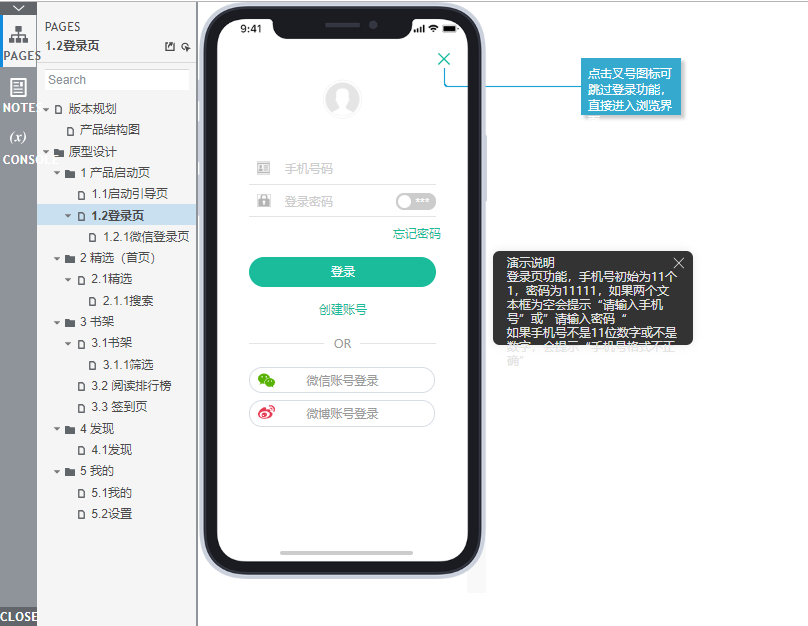 PAGES
1.2登录页
PAGES
Search
NOTES
CONSOLE
(x)
CLOSE
版本规划
产品结构图
原型设计
1 产品启动页
1.1启动引导页
1.2登录页
1.2.1微信登录页
2 精选（首页）
2.1精选
2.1.1搜索
3 书架
3.1书架
3.1.1筛选
3.2 阅读排行榜
3.3 签到页
4 发现
4.1发现
5 我的
5.1我的
5.2设置
9:41
手机号码
登录密码
***
忘记密码
登录
创建账号
OR
微信账号登录
微博账号登录
点击叉号图标可
跳过登录功能，
直接进入浏览界
演示说明
登录页功能，手机号初始为11个
1，密码为11111，如果两个文
本框为空会提示“请输入手机
号”或”请输入密码“
如果手机号不是11位数字或不是
数字，会提示“手机号格式不正
确”